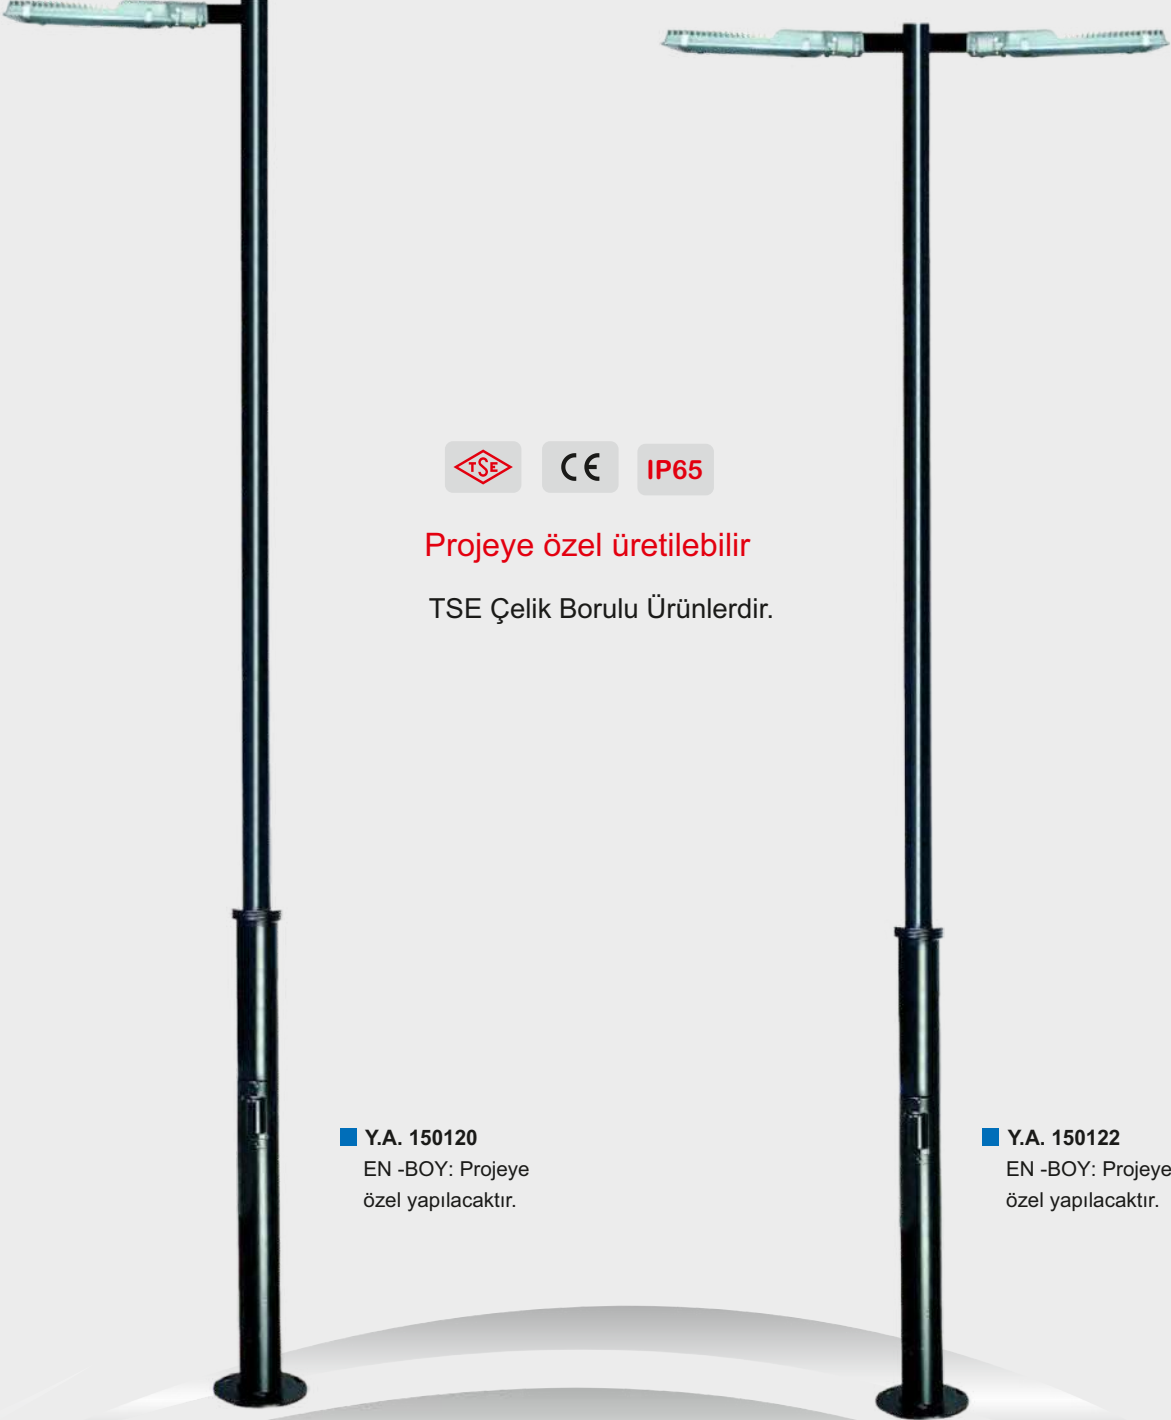 TSE
CE
IP65
Projeye özel üretilebilir
TSE Çelik Borulu Ürünlerdir.
Y.A. 150120
EN -BOY: Projeye
özel yapılacaktır.
Y.A. 150122
EN -BOY: Projeye
özel yapılacaktır.